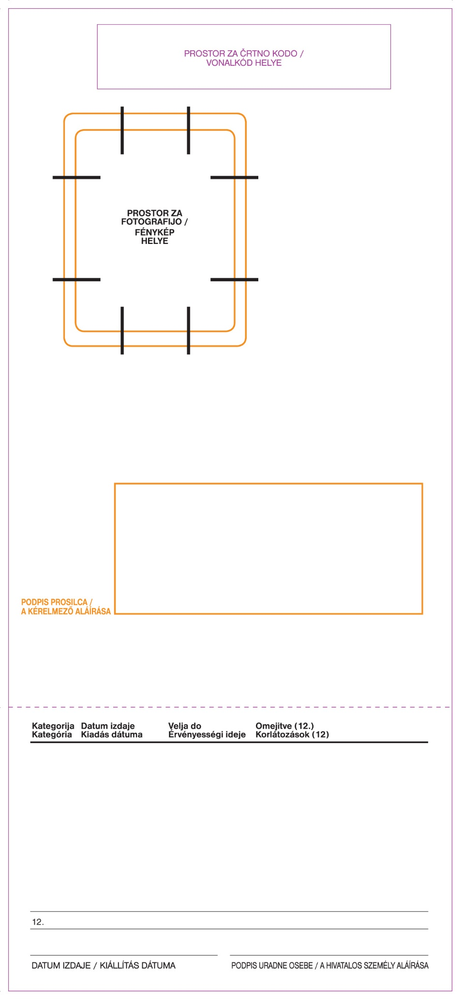 PROSTOR ZA ČRTNO KODO /
VONALKÓD HELYE
PROSTOR ZA
FOTOGRAFIJO /
FÉNYKÉP
HELYE
PODPIS PROSILCA /
A KÉRELMEZŐ ALÁÍRÁSA
Kategorija Datum izdaje Velja do Omejitve (12.)
Kategória Kiadás dátuma Érvényességi ideje Korlátozások (12)
12.
DATUM IZDAJE / KIÁLLÍTÁS DÁTUMA PODPIS URADNE OSEBE / A HIVATALOS SZEMÉLY ALÁÍRÁSA